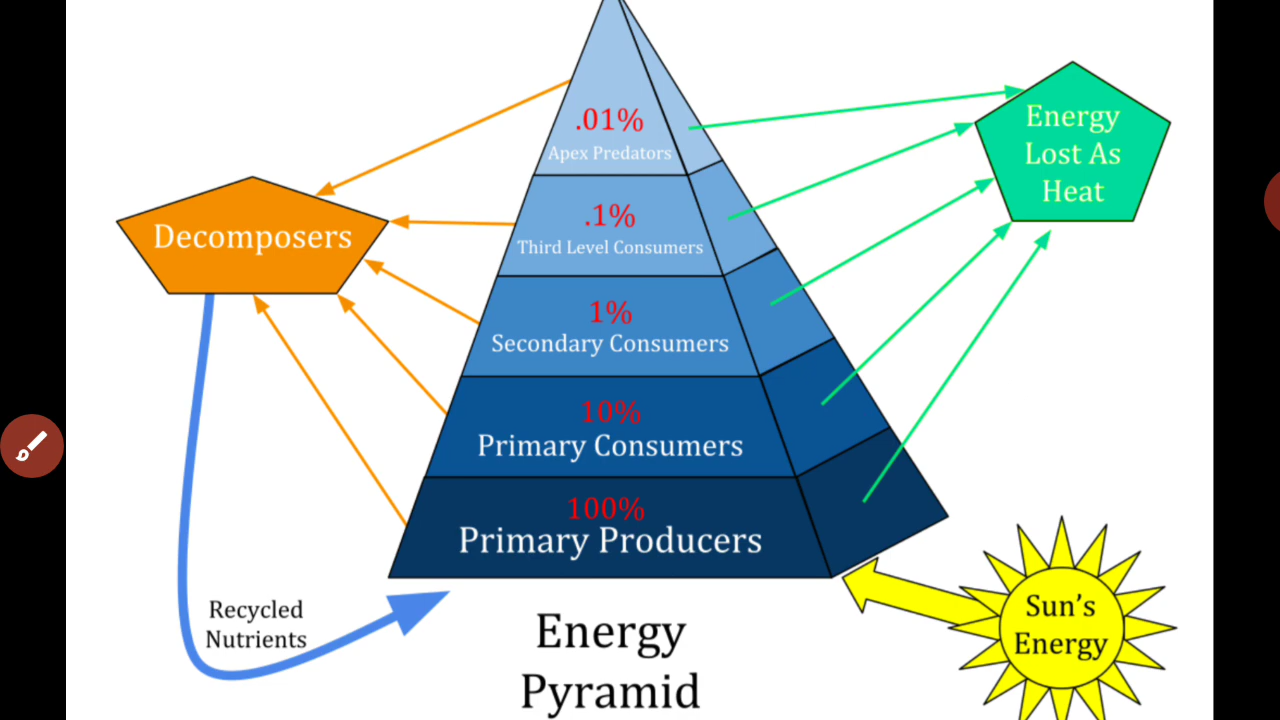 .01%
Apex Predators
.1%
Third Level Consumers
1%
Secondary Consumers
10%
Primary Consumers
100%
Primary Producers
Decomposers
Energy
Lost As
Heat
Recycled
Nutrients
Sun's
Energy
Energy
Pyramid